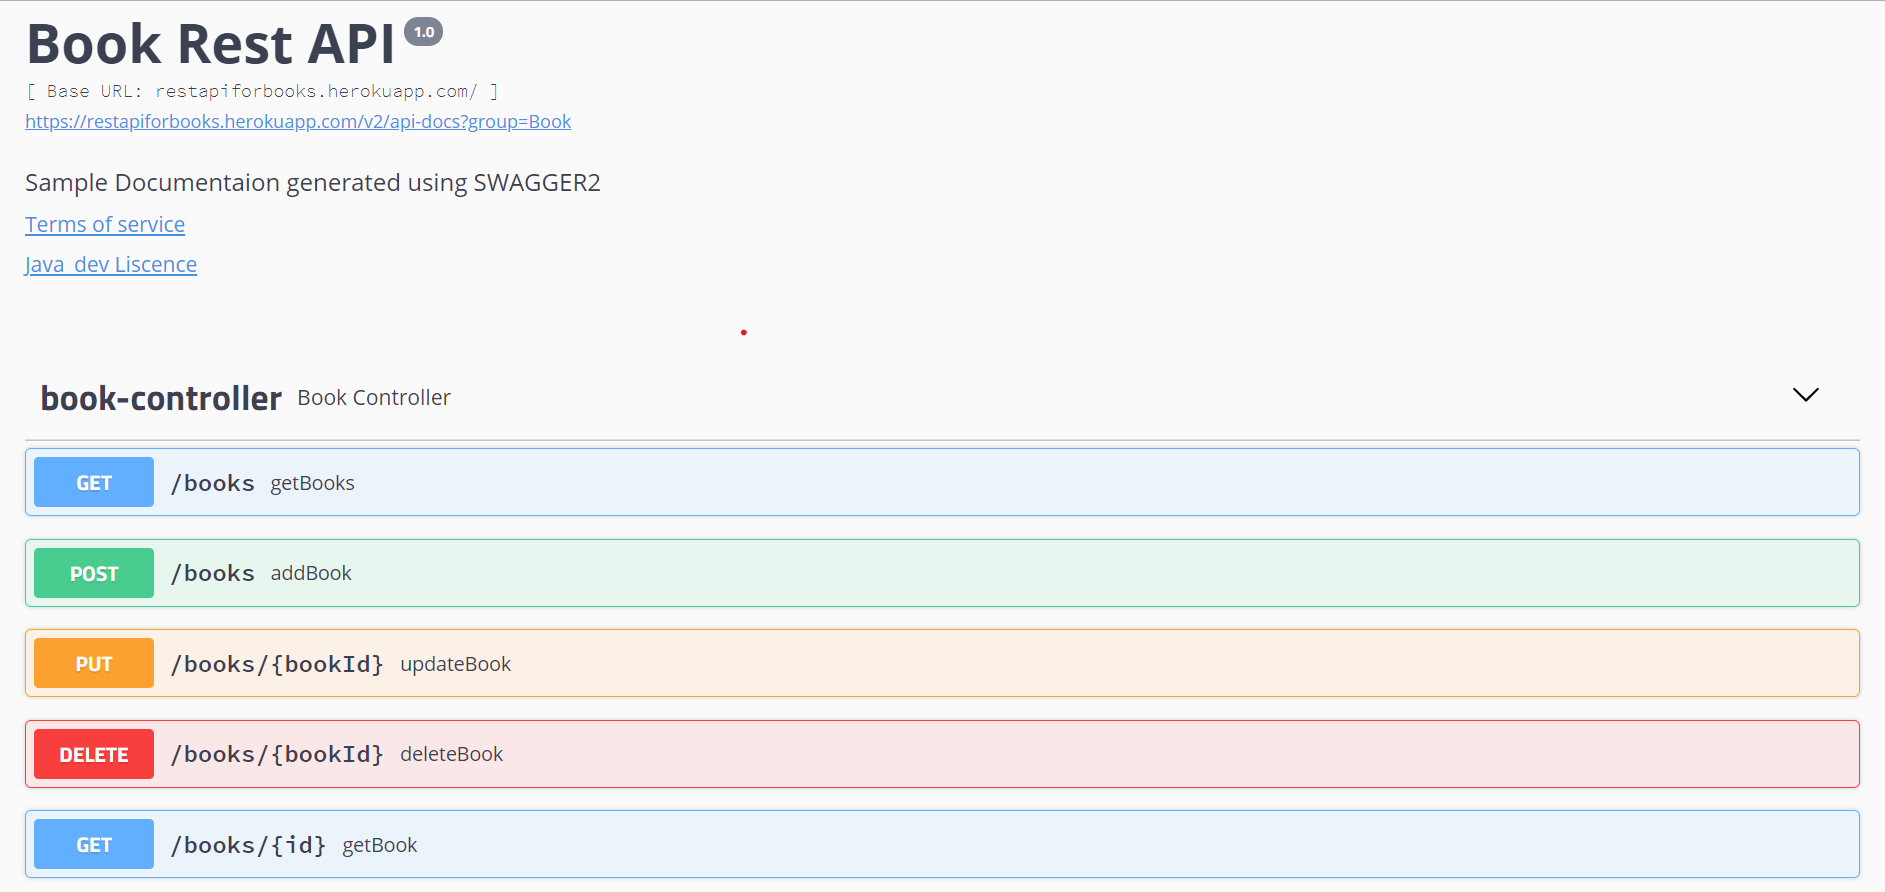 Book Rest API 1.0
[ Base URL: restapiforbooks.herokuapp.com/ ]
https://restapiforbooks.herokuapp.com/v2/api-docs?group=Book
Sample Documentaion generated using SWAGGER2
Terms of service
Java_dev Liscence
book-controller Book Controller
GET /books getBooks
POST /books addBook
PUT /books/{bookId} updateBook
DELETE /books/{bookId} deleteBook
GET /books/{id} getBook